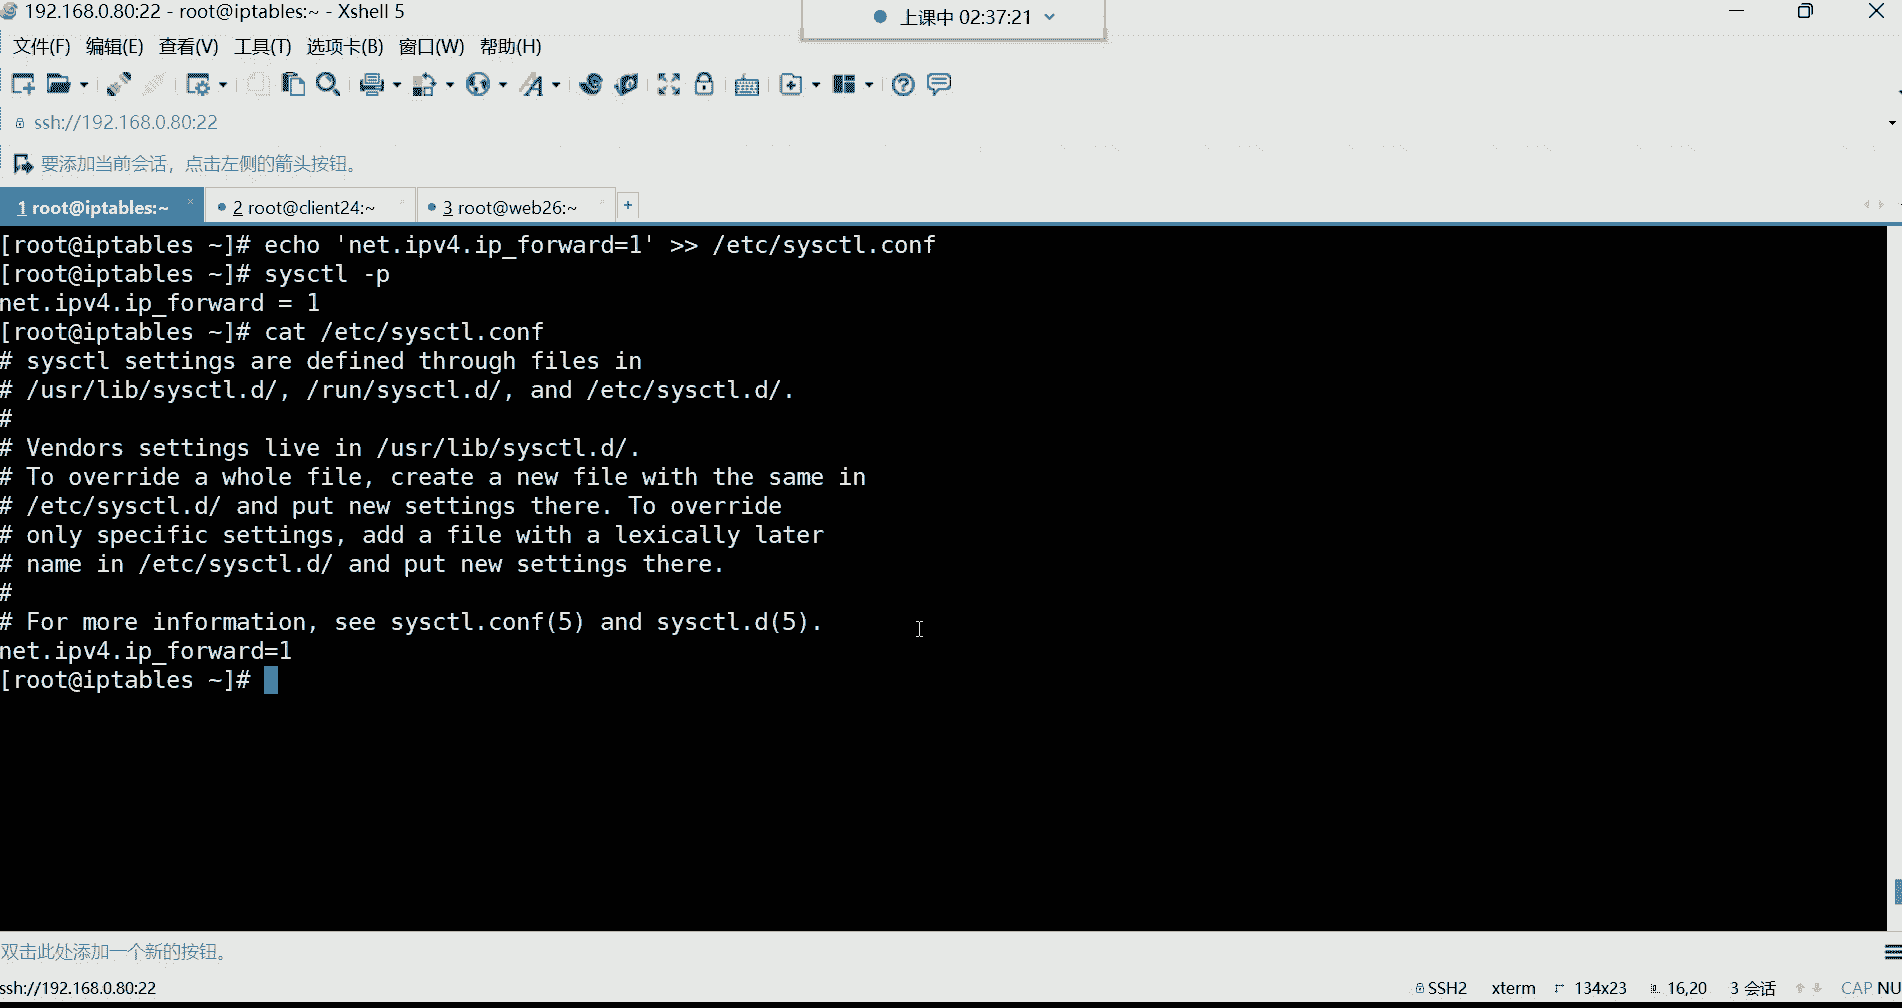 192.168.0.80:22 - root@iptables:~ - Xshell 5
上课中 02:37:21
文件(F) 编辑(E) 查看(V) 工具(T) 选项卡(B) 窗口(W) 帮助(H)
ssh://192.168.0.80:22
要添加当前会话，点击左侧的箭头按钮。
1 root@iptables:~ 2 root@client24:~ 3 root@web26:~ +
[root@iptables ~]# echo 'net.ipv4.ip_forward=1' >> /etc/sysctl.conf
[root@iptables ~]# sysctl -p
net.ipv4.ip_forward = 1
[root@iptables ~]# cat /etc/sysctl.conf
# sysctl settings are defined through files in
# /usr/lib/sysctl.d/, /run/sysctl.d/, and /etc/sysctl.d/.
#
# Vendors settings live in /usr/lib/sysctl.d/.
# To override a whole file, create a new file with the same in
# /etc/sysctl.d/ and put new settings there. To override
# only specific settings, add a file with a lexically later
# name in /etc/sysctl.d/ and put new settings there.
#
# For more information, see sysctl.conf(5) and sysctl.d(5).
net.ipv4.ip_forward=1
[root@iptables ~]#
双击此处添加一个新的按钮。
ssh://192.168.0.80:22 SSH2 xterm 134x23 16,20 3 会话 CAP NU